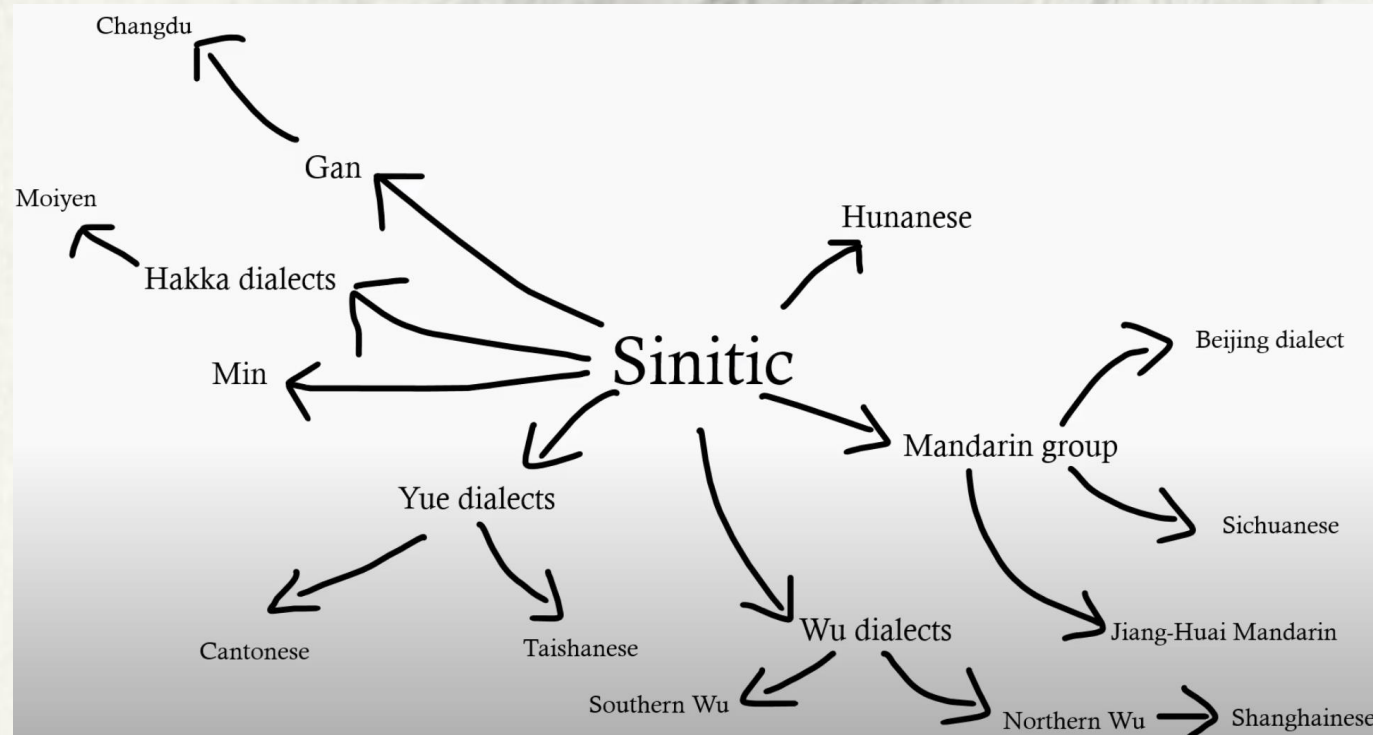 Changdu
Gan
Moiyen
Hunanese
Hakka dialects
Beijing dialect
Sinitic
Min
Mandarin group
Yue dialects
Sichuanese
Cantonese
Taishanese
Wu dialects
Jiang-Huai Mandarin
Southern Wu
Northern Wu
Shanghainese